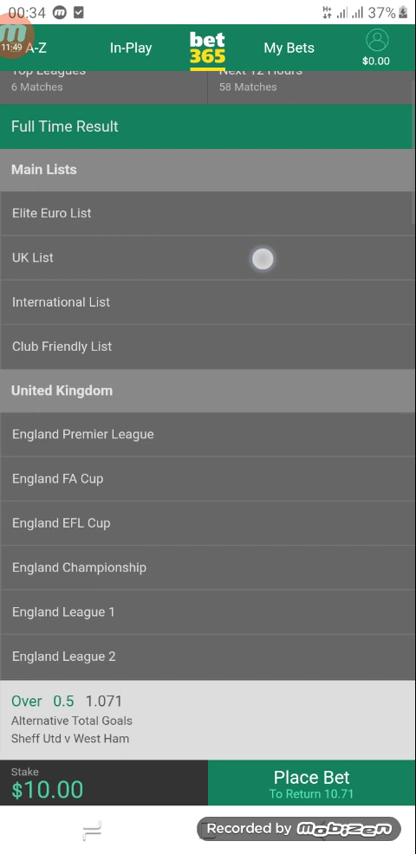 00:34
37%
11:49
A-Z
In-Play
bet
365
My Bets
$0.00
Top Leagues
Next 12 Hours
6 Matches
58 Matches
Full Time Result
Main Lists
Elite Euro List
UK List
International List
Club Friendly List
United Kingdom
England Premier League
England FA Cup
England EFL Cup
England Championship
England League 1
England League 2
Over 0.5 1.071
Alternative Total Goals
Sheff Utd v West Ham
Stake
$10.00
Place Bet
To Return 10.71
Recorded by MOBIZEN